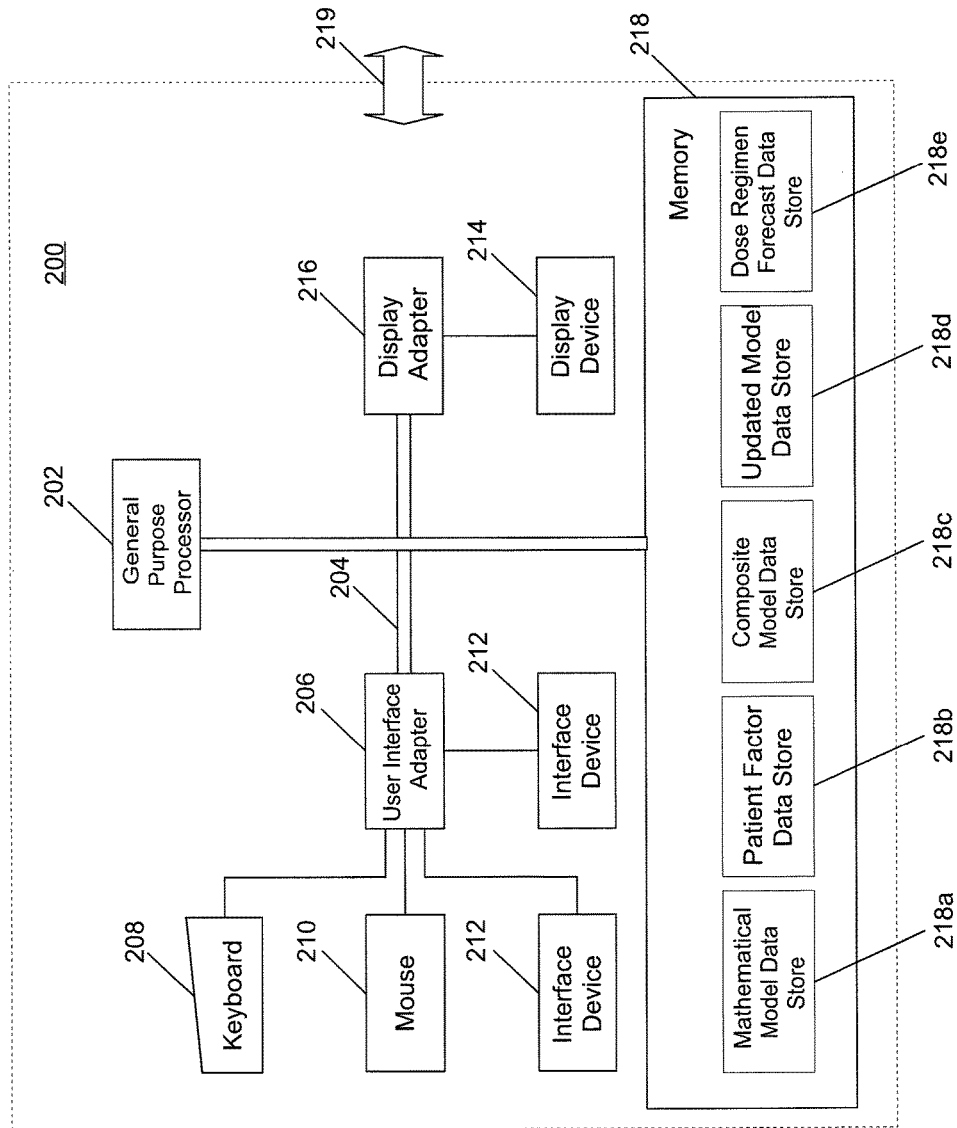 200
219
202
General
Purpose
Processor
204
208
Keyboard
206
User Interface
Adapter
216
Display
Adapter
210
Mouse
212
Interface
Device
212
Interface
Device
214
Display
Device
218
Memory
Mathematical
Model Data
Store
Patient Factor
Data Store
Composite
Model Data
Store
Updated Model
Data Store
Dose Regimen
Forecast Data
Store
218a
218b
218c
218d
218e